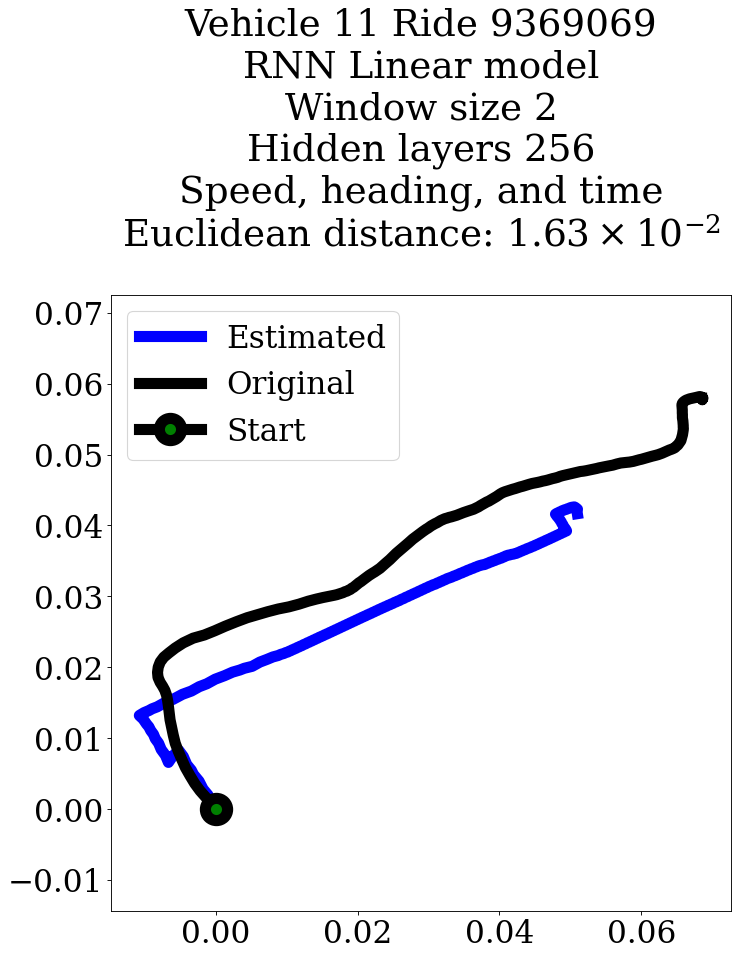 Vehicle 11 Ride 9369069
RNN Linear model
Window size 2
Hidden layers 256
Speed, heading, and time
Euclidean distance: 1.63 × 10⁻²
Estimated
Original
Start
0.07
0.06
0.05
0.04
0.03
0.02
0.01
0.00
−0.01
0.00 0.02 0.04 0.06